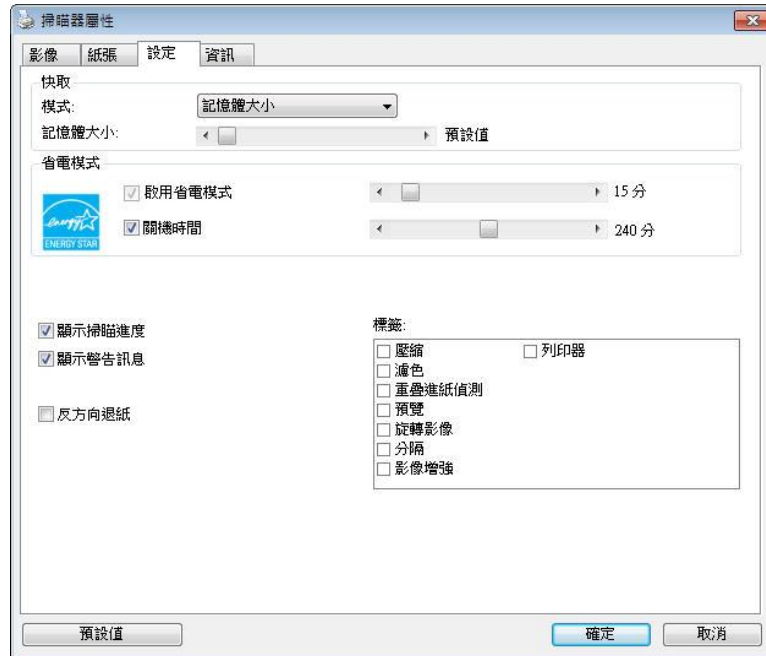 掃瞄器屬性
影像 紙張 設定 資訊
快取
模式: 記憶體大小
記憶體大小: 預設值
省電模式
啟用省電模式 15 分
關機時間 240 分
energy
ENERGY STAR
顯示掃瞄進度
顯示警告訊息
反方向退紙
標籤:
壓縮 列印器
濾色
重疊進紙偵測
預覽
旋轉影像
分隔
影像增強
預設值 確定 取消